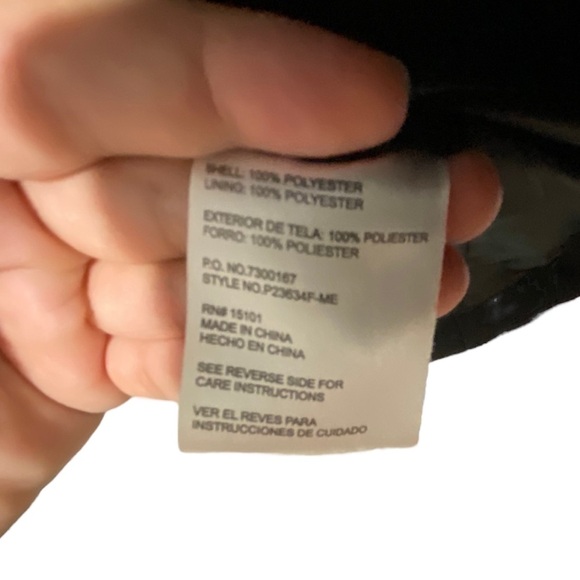 SHELL: 100% POLYESTER
LINING: 100% POLYESTER
EXTERIOR DE TELA: 100% POLIESTER
FORRO: 100% POLIESTER
P.O. NO.7300167
STYLE NO.P23634F-ME
RN# 15101
MADE IN CHINA
HECHO EN CHINA
SEE REVERSE SIDE FOR
CARE INSTRUCTIONS
VER EL REVES PARA
INSTRUCCIONES DE CUIDADO